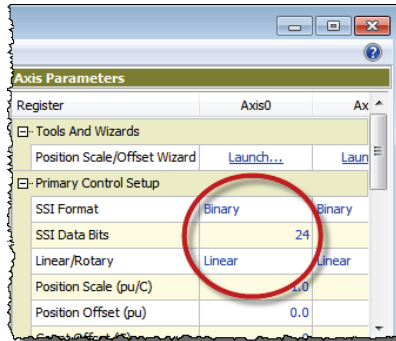 Axis Parameters
Register Axis0 Ax
Tools And Wizards
Position Scale/Offset Wizard Launch... Laun
Primary Control Setup
SSI Format Binary Binary
SSI Data Bits 24
Linear/Rotary Linear Linear
Position Scale (pu/C) 1.0
Position Offset (pu) 0.0